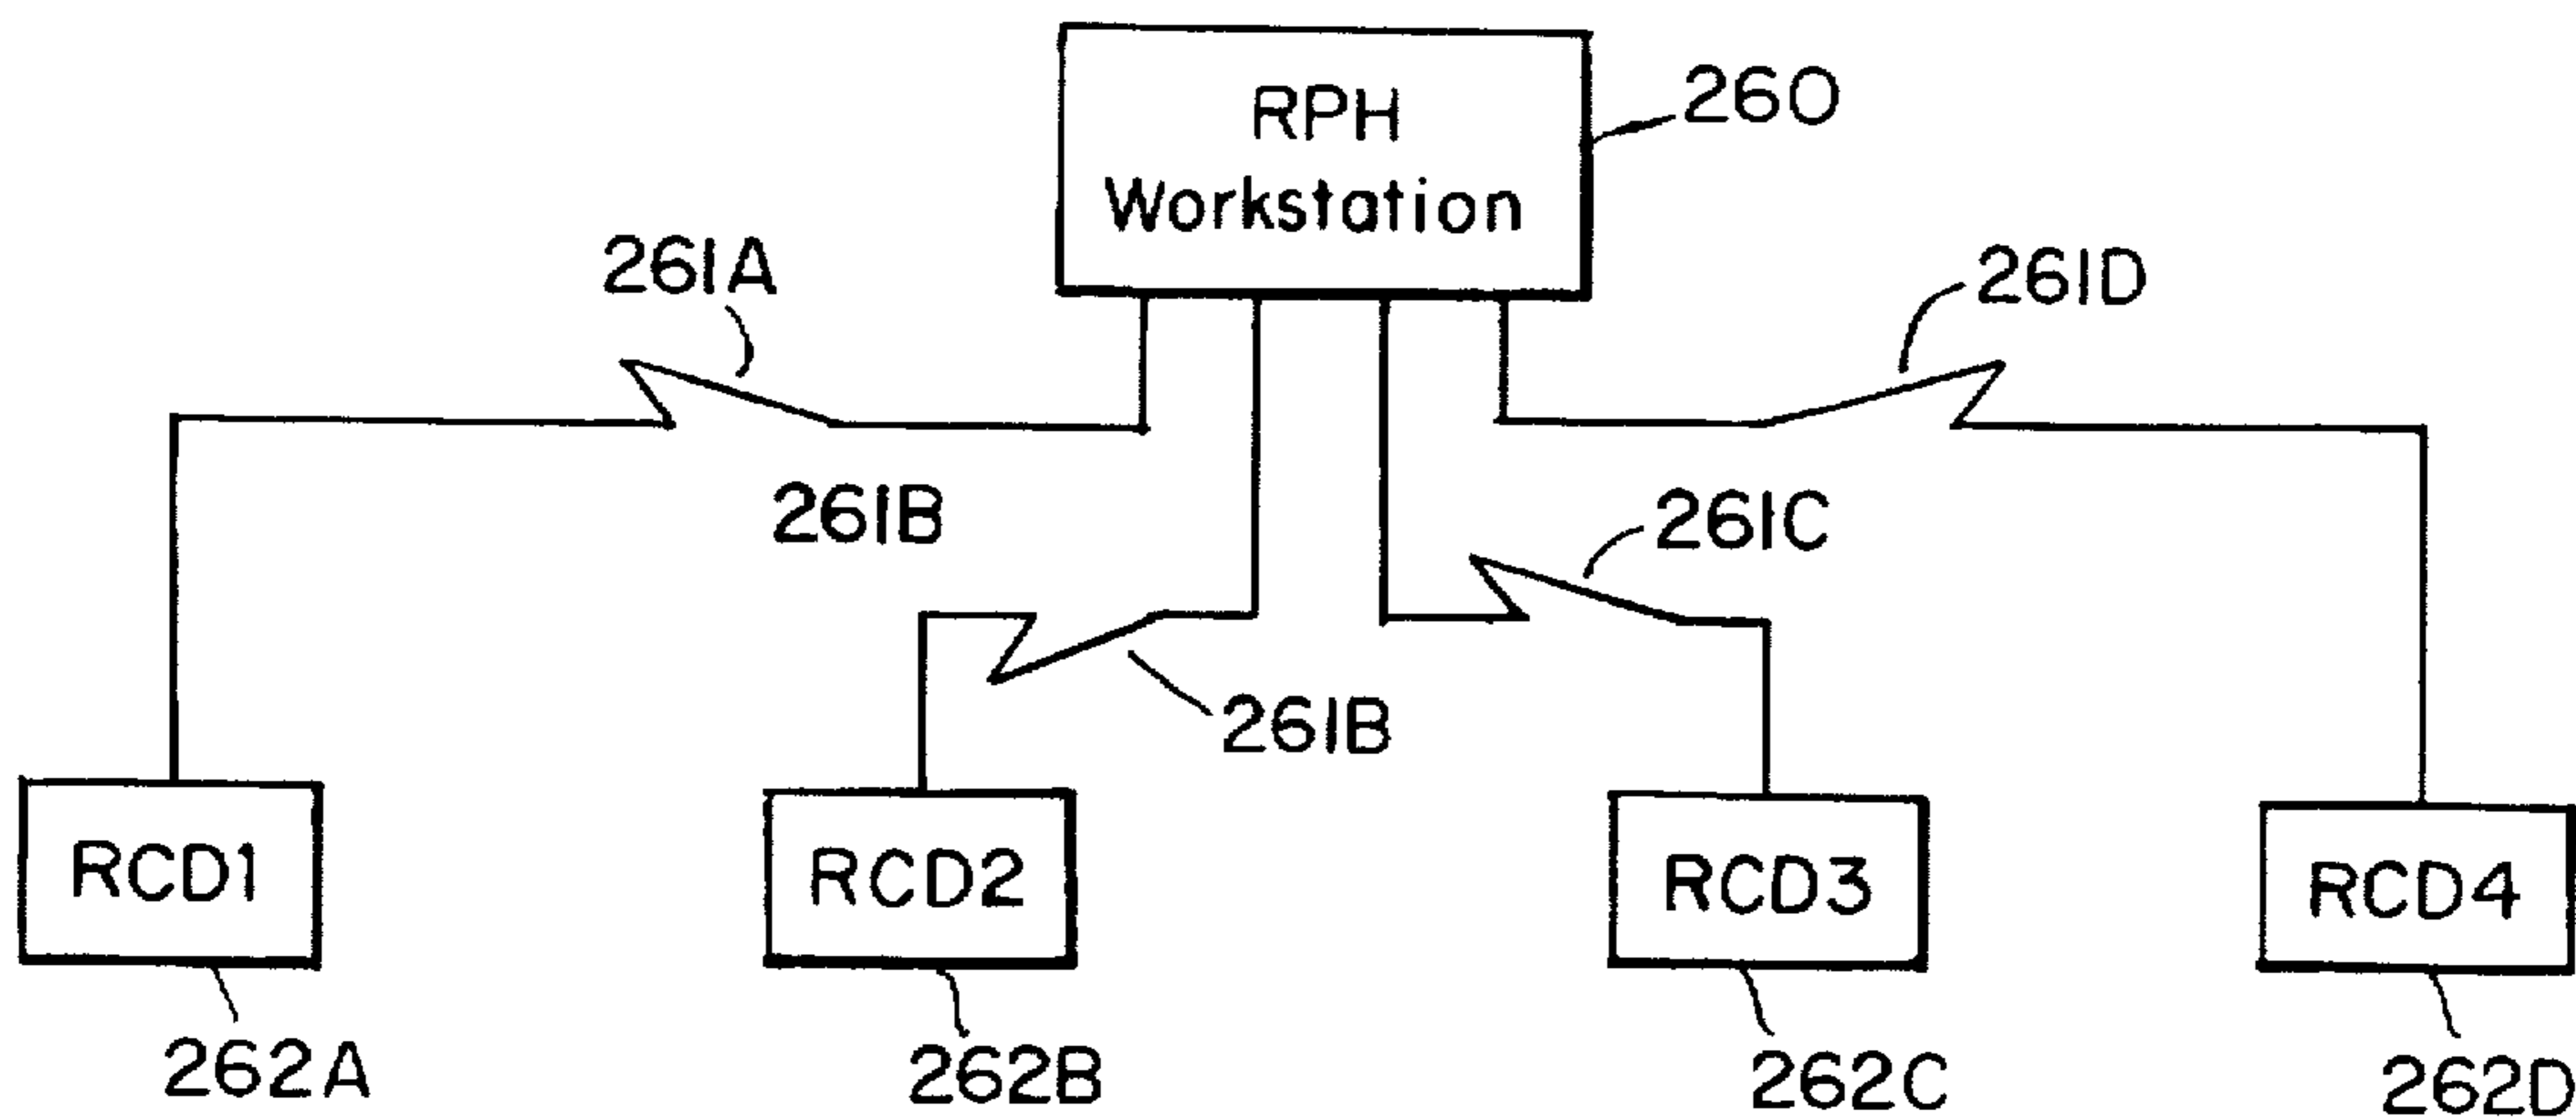 RPH
Workstation
260
261A
261D
261B
261C
261B
RCD1
RCD2
RCD3
RCD4
262A
262B
262C
262D